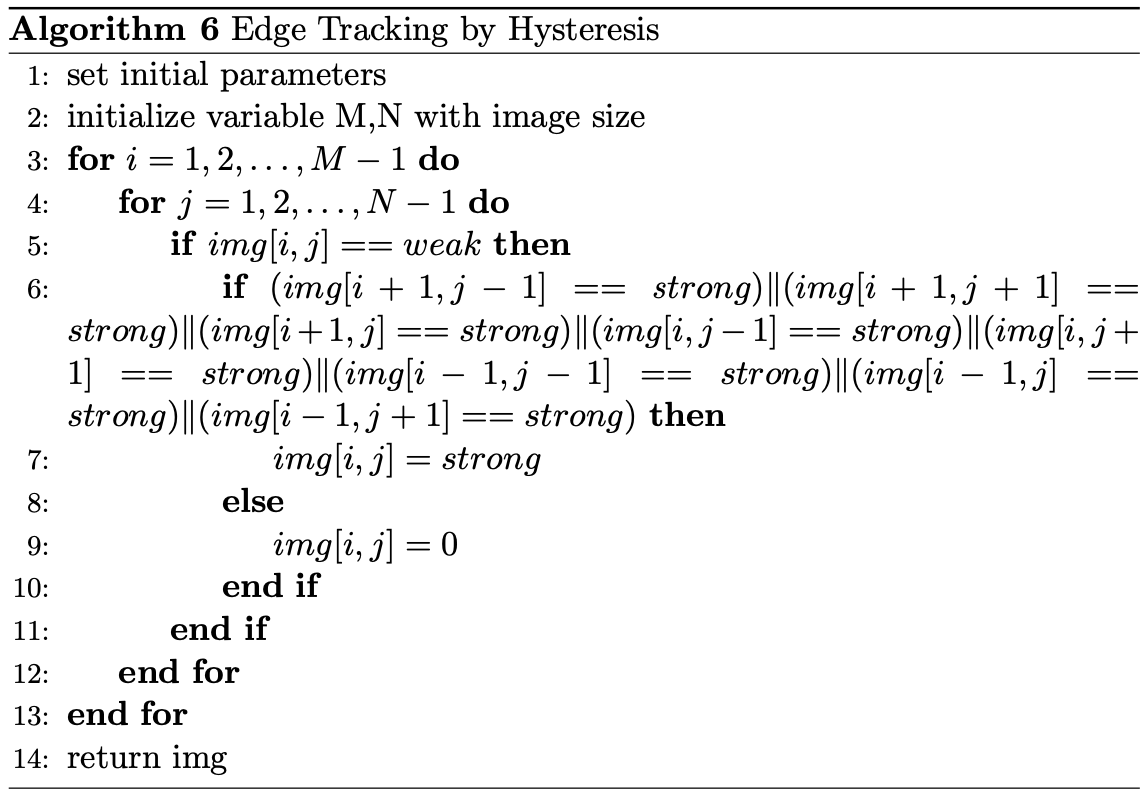 Algorithm 6 Edge Tracking by Hysteresis
1: set initial parameters
2: initialize variable M,N with image size
3: for i = 1, 2, . . . , M − 1 do
4: for j = 1, 2, . . . , N − 1 do
5: if img[i, j] == weak then
6: if (img[i + 1, j − 1] == strong)‖(img[i + 1, j + 1] ==
strong)‖(img[i+1, j] == strong)‖(img[i, j−1] == strong)‖(img[i, j+
1] == strong)‖(img[i − 1, j − 1] == strong)‖(img[i − 1, j] ==
strong)‖(img[i − 1, j + 1] == strong) then
7: img[i, j] = strong
8: else
9: img[i, j] = 0
10: end if
11: end if
12: end for
13: end for
14: return img